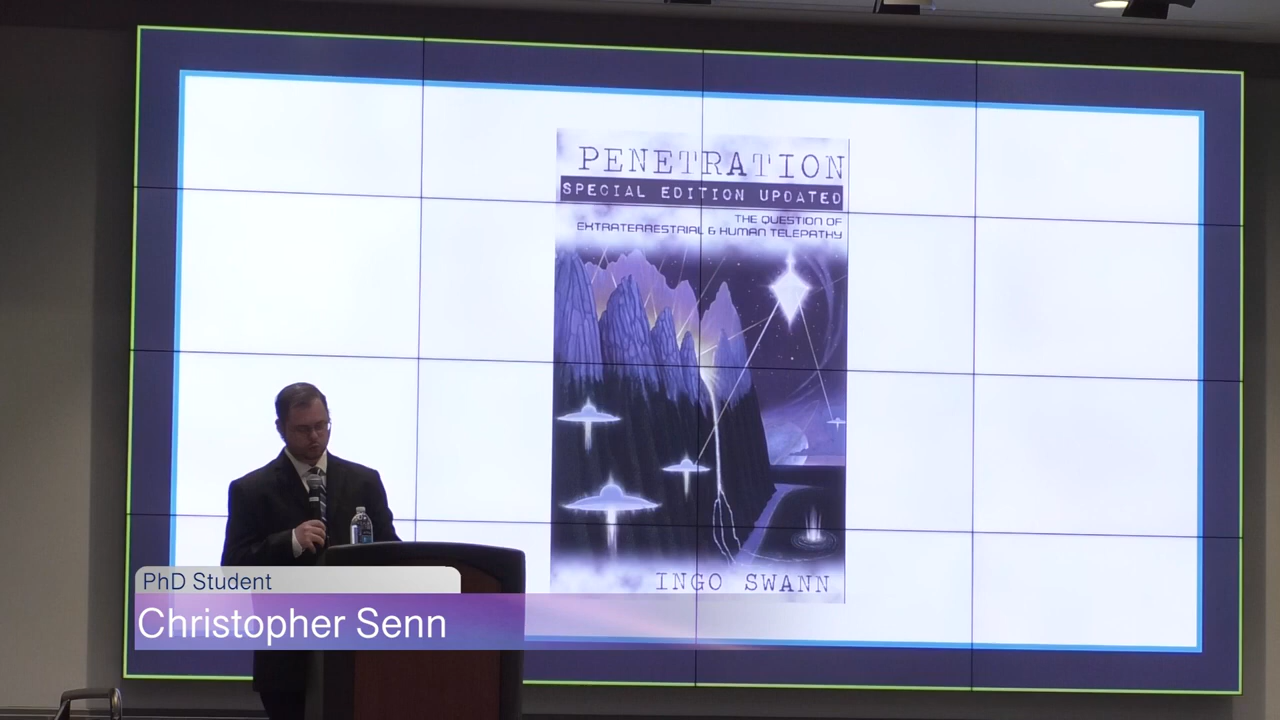 PENETRATION
SPECIAL EDITION UPDATED
THE QUESTION OF
EXTRATERRESTRIAL & HUMAN TELEPATHY
INGO SWANN
PhD Student
Christopher Senn